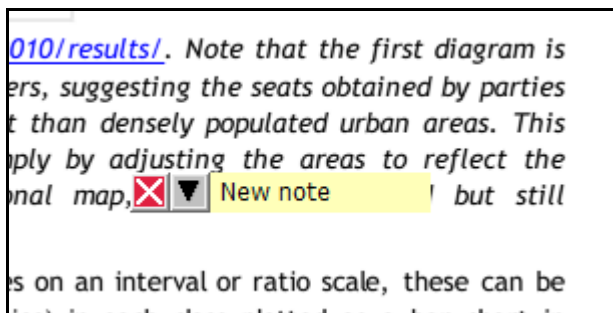 010/results/. Note that the first diagram is
ers, suggesting the seats obtained by parties
t than densely populated urban areas. This
mply by adjusting the areas to reflect the
onal map, New note but still
es on an interval or ratio scale, these can be